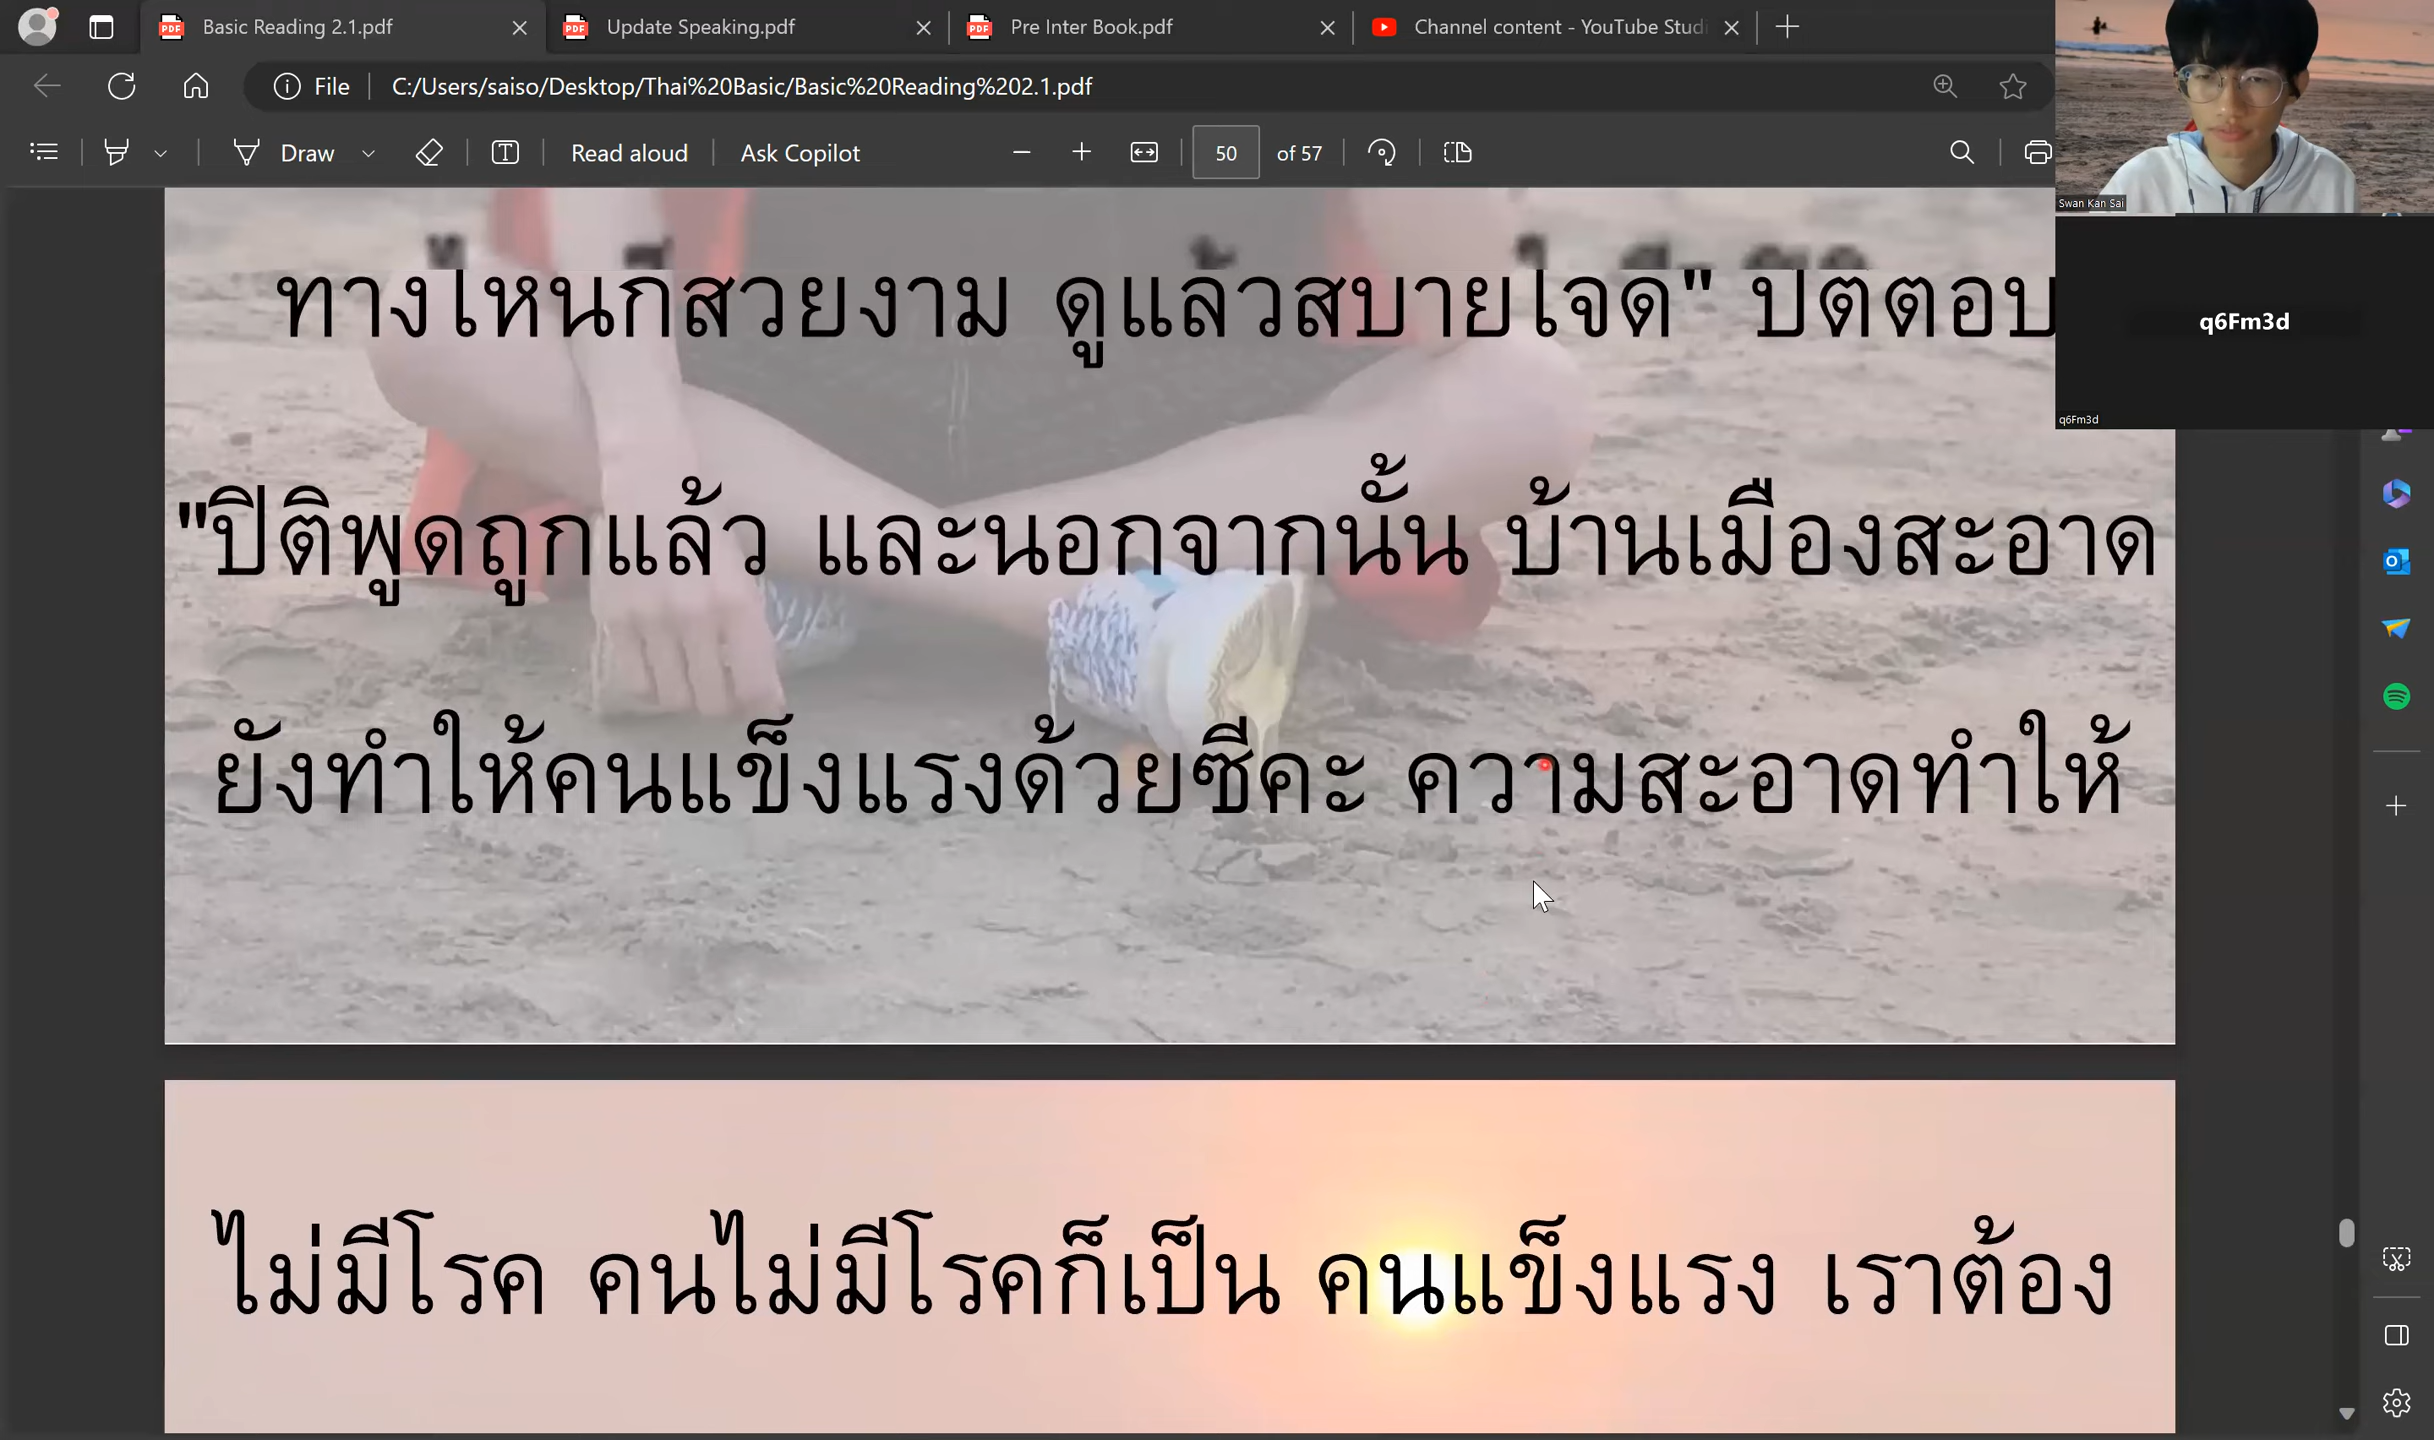 Basic Reading 2.1.pdf
Update Speaking.pdf
Pre Inter Book.pdf
Channel content - YouTube Studi
File
C:/Users/saiso/Desktop/Thai%20Basic/Basic%20Reading%202.1.pdf
Draw
Read aloud
Ask Copilot
50 of 57
Swan Kan Sai
q6Fm3d
q6Fm3d
ทางไหนก็สวยงาม ดูแล้วสบายใจดี" ปิติตอบ
"ปิติพูดถูกแล้ว และนอกจากนั้น บ้านเมืองสะอาด
ยังทำให้คนแข็งแรงด้วยซีคะ ความสะอาดทำให้
ไม่มีโรค คนไม่มีโรคก็เป็น คนแข็งแรง เราต้อง